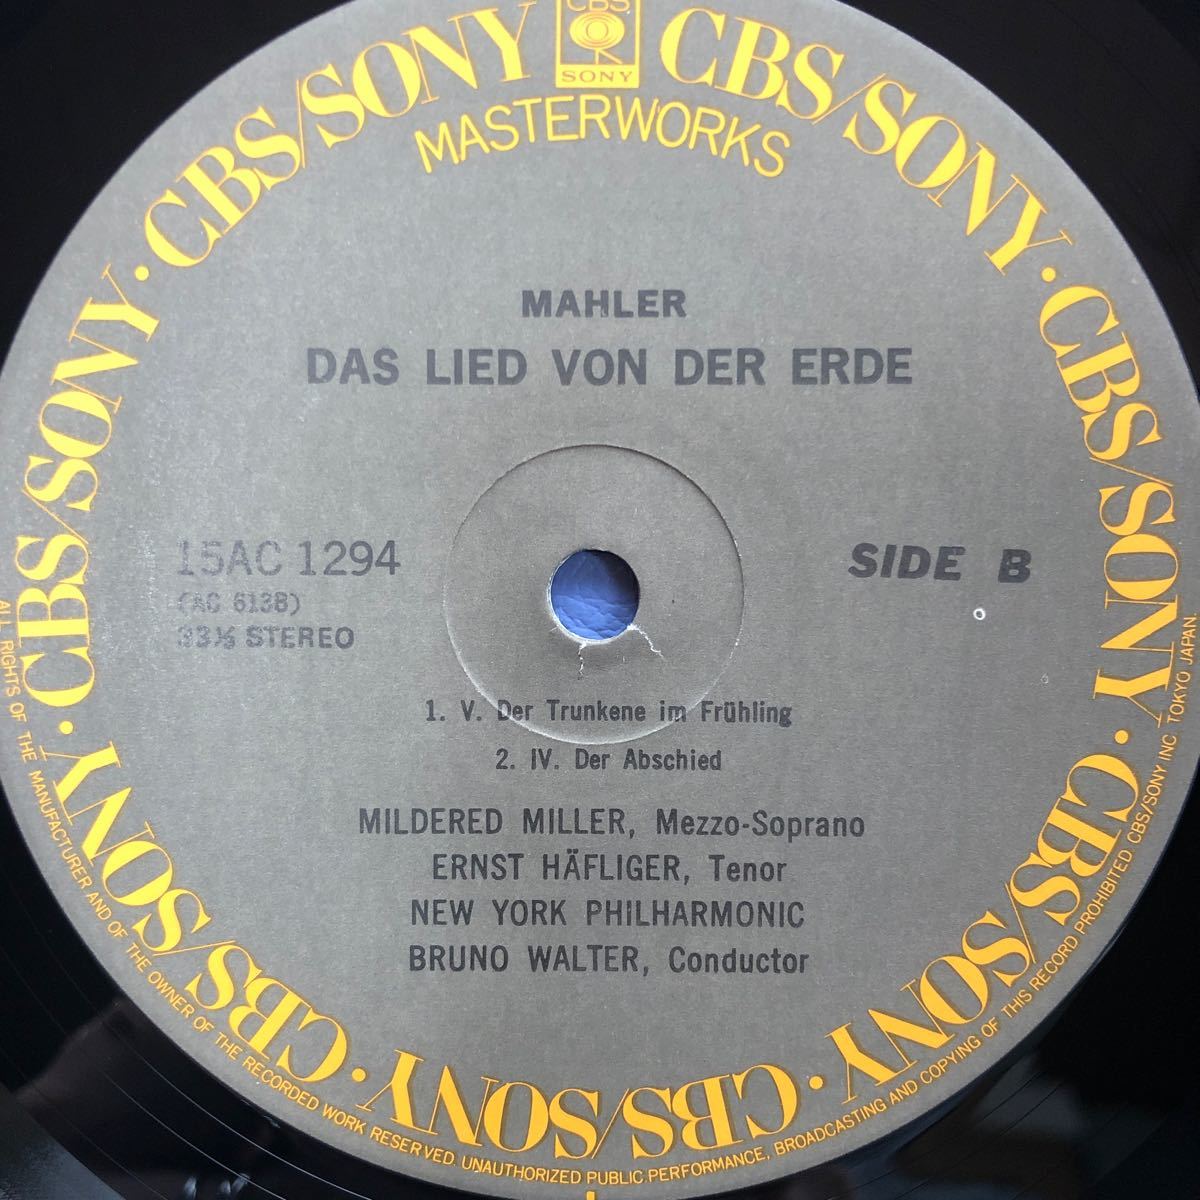 CBS
SONY
CBS/SONY · CBS/SONY · CBS/SONY · CBS/SONY · CBS/SONY · CBS/SONY · CBS/SONY · CBS/SONY
MASTERWORKS
MAHLER
DAS LIED VON DER ERDE
15AC 1294
(AC 613B)
33⅓ STEREO
SIDE B
1. V. Der Trunkene im Frühling
2. IV. Der Abschied
MILDERED MILLER, Mezzo-Soprano
ERNST HÄFLIGER, Tenor
NEW YORK PHILHARMONIC
BRUNO WALTER, Conductor
ALL RIGHTS OF THE MANUFACTURER AND OF THE OWNER OF THE RECORDED WORK RESERVED. UNAUTHORIZED PUBLIC PERFORMANCE, BROADCASTING AND COPYING OF THIS RECORD PROHIBITED. CBS/SONY INC. TOKYO JAPAN.